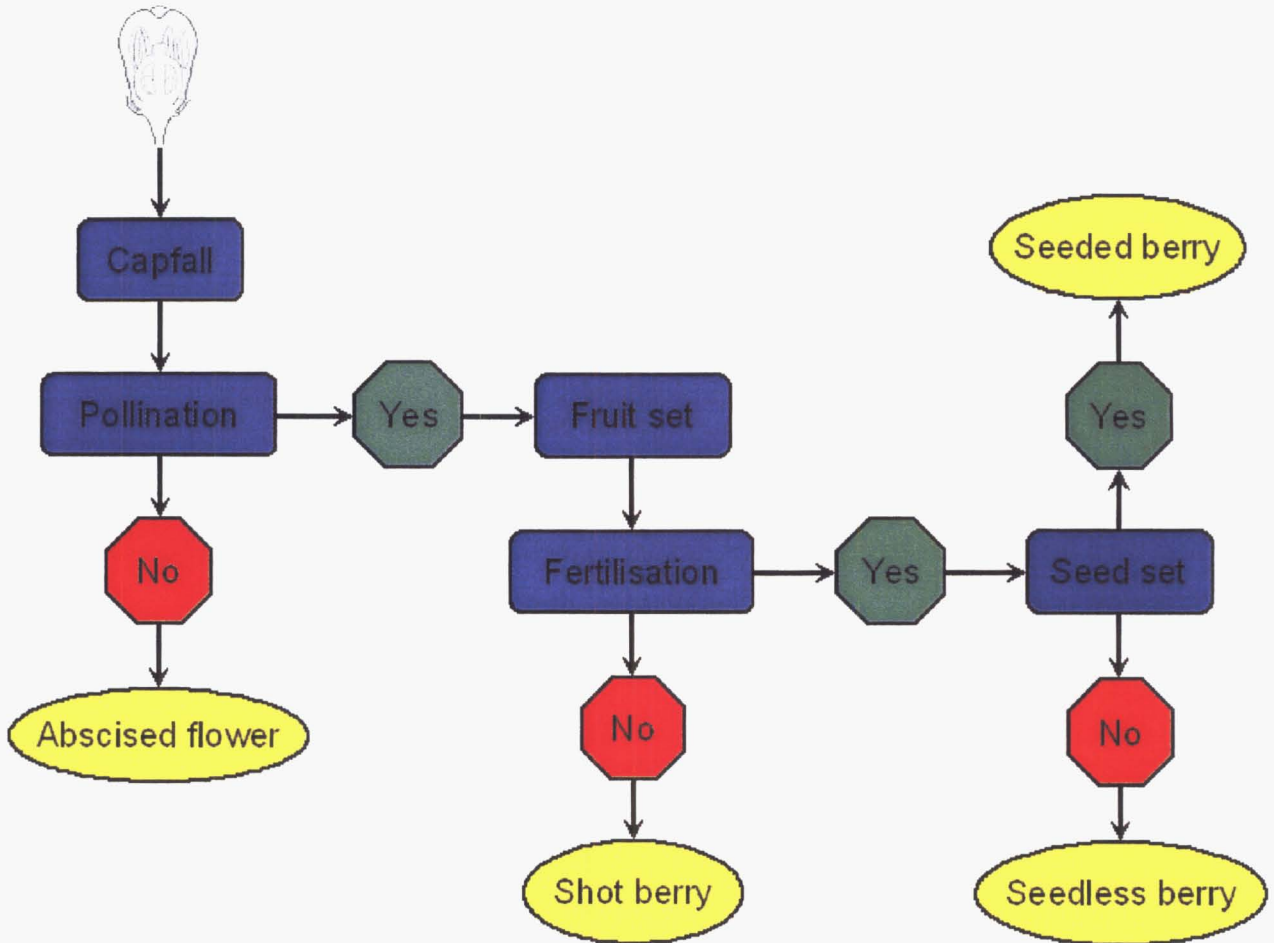 Capfall
Seeded berry
Pollination
Yes
Fruit set
Yes
No
Fertilisation
Yes
Seed set
Abscised flower
No
No
Shot berry
Seedless berry